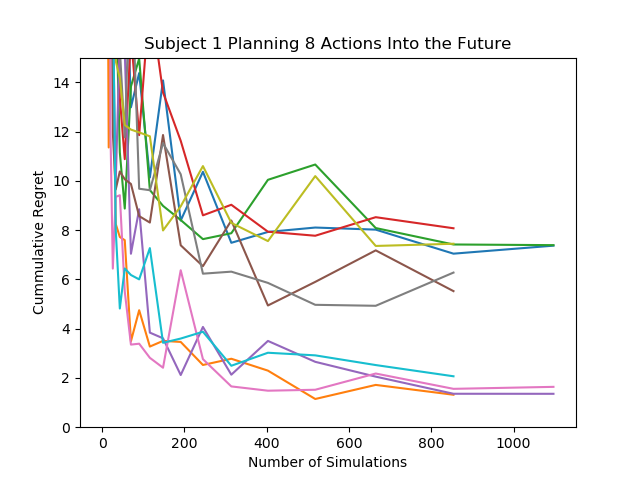 Subject 1 Planning 8 Actions Into the Future
14
12
10
8
6
4
2
0
Cummulative Regret
0 200 400 600 800 1000
Number of Simulations